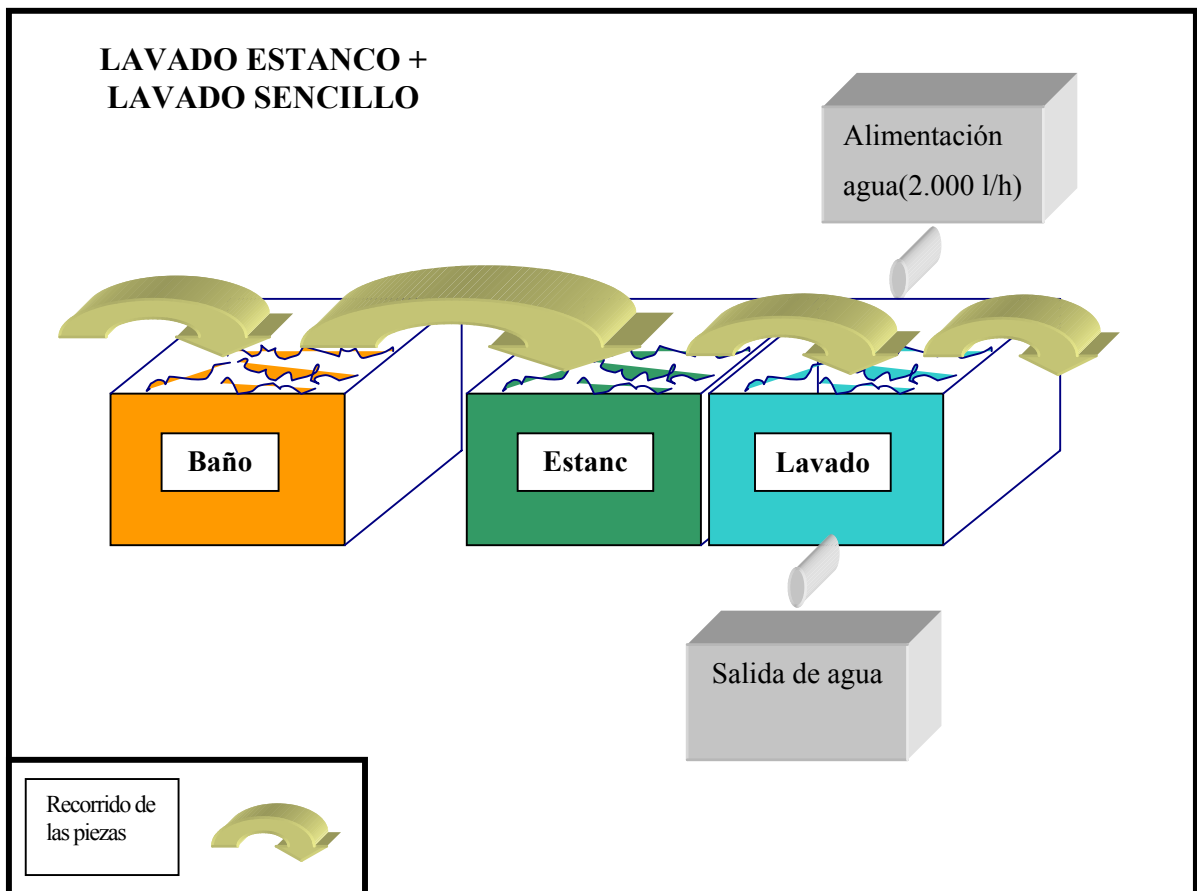 LAVADO ESTANCO +
LAVADO SENCILLO
Alimentación
agua(2.000 l/h)
Baño
Estanc
Lavado
Salida de agua
Recorrido de
las piezas